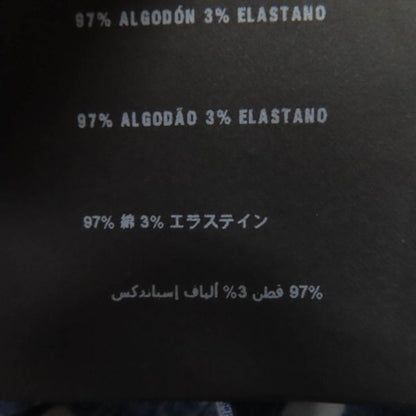 97% ALGODÓN 3% ELASTANO
97% ALGODÃO 3% ELASTANO
97% 綿 3% エラステイン
97% قطن 3% ألياف إسباندكس